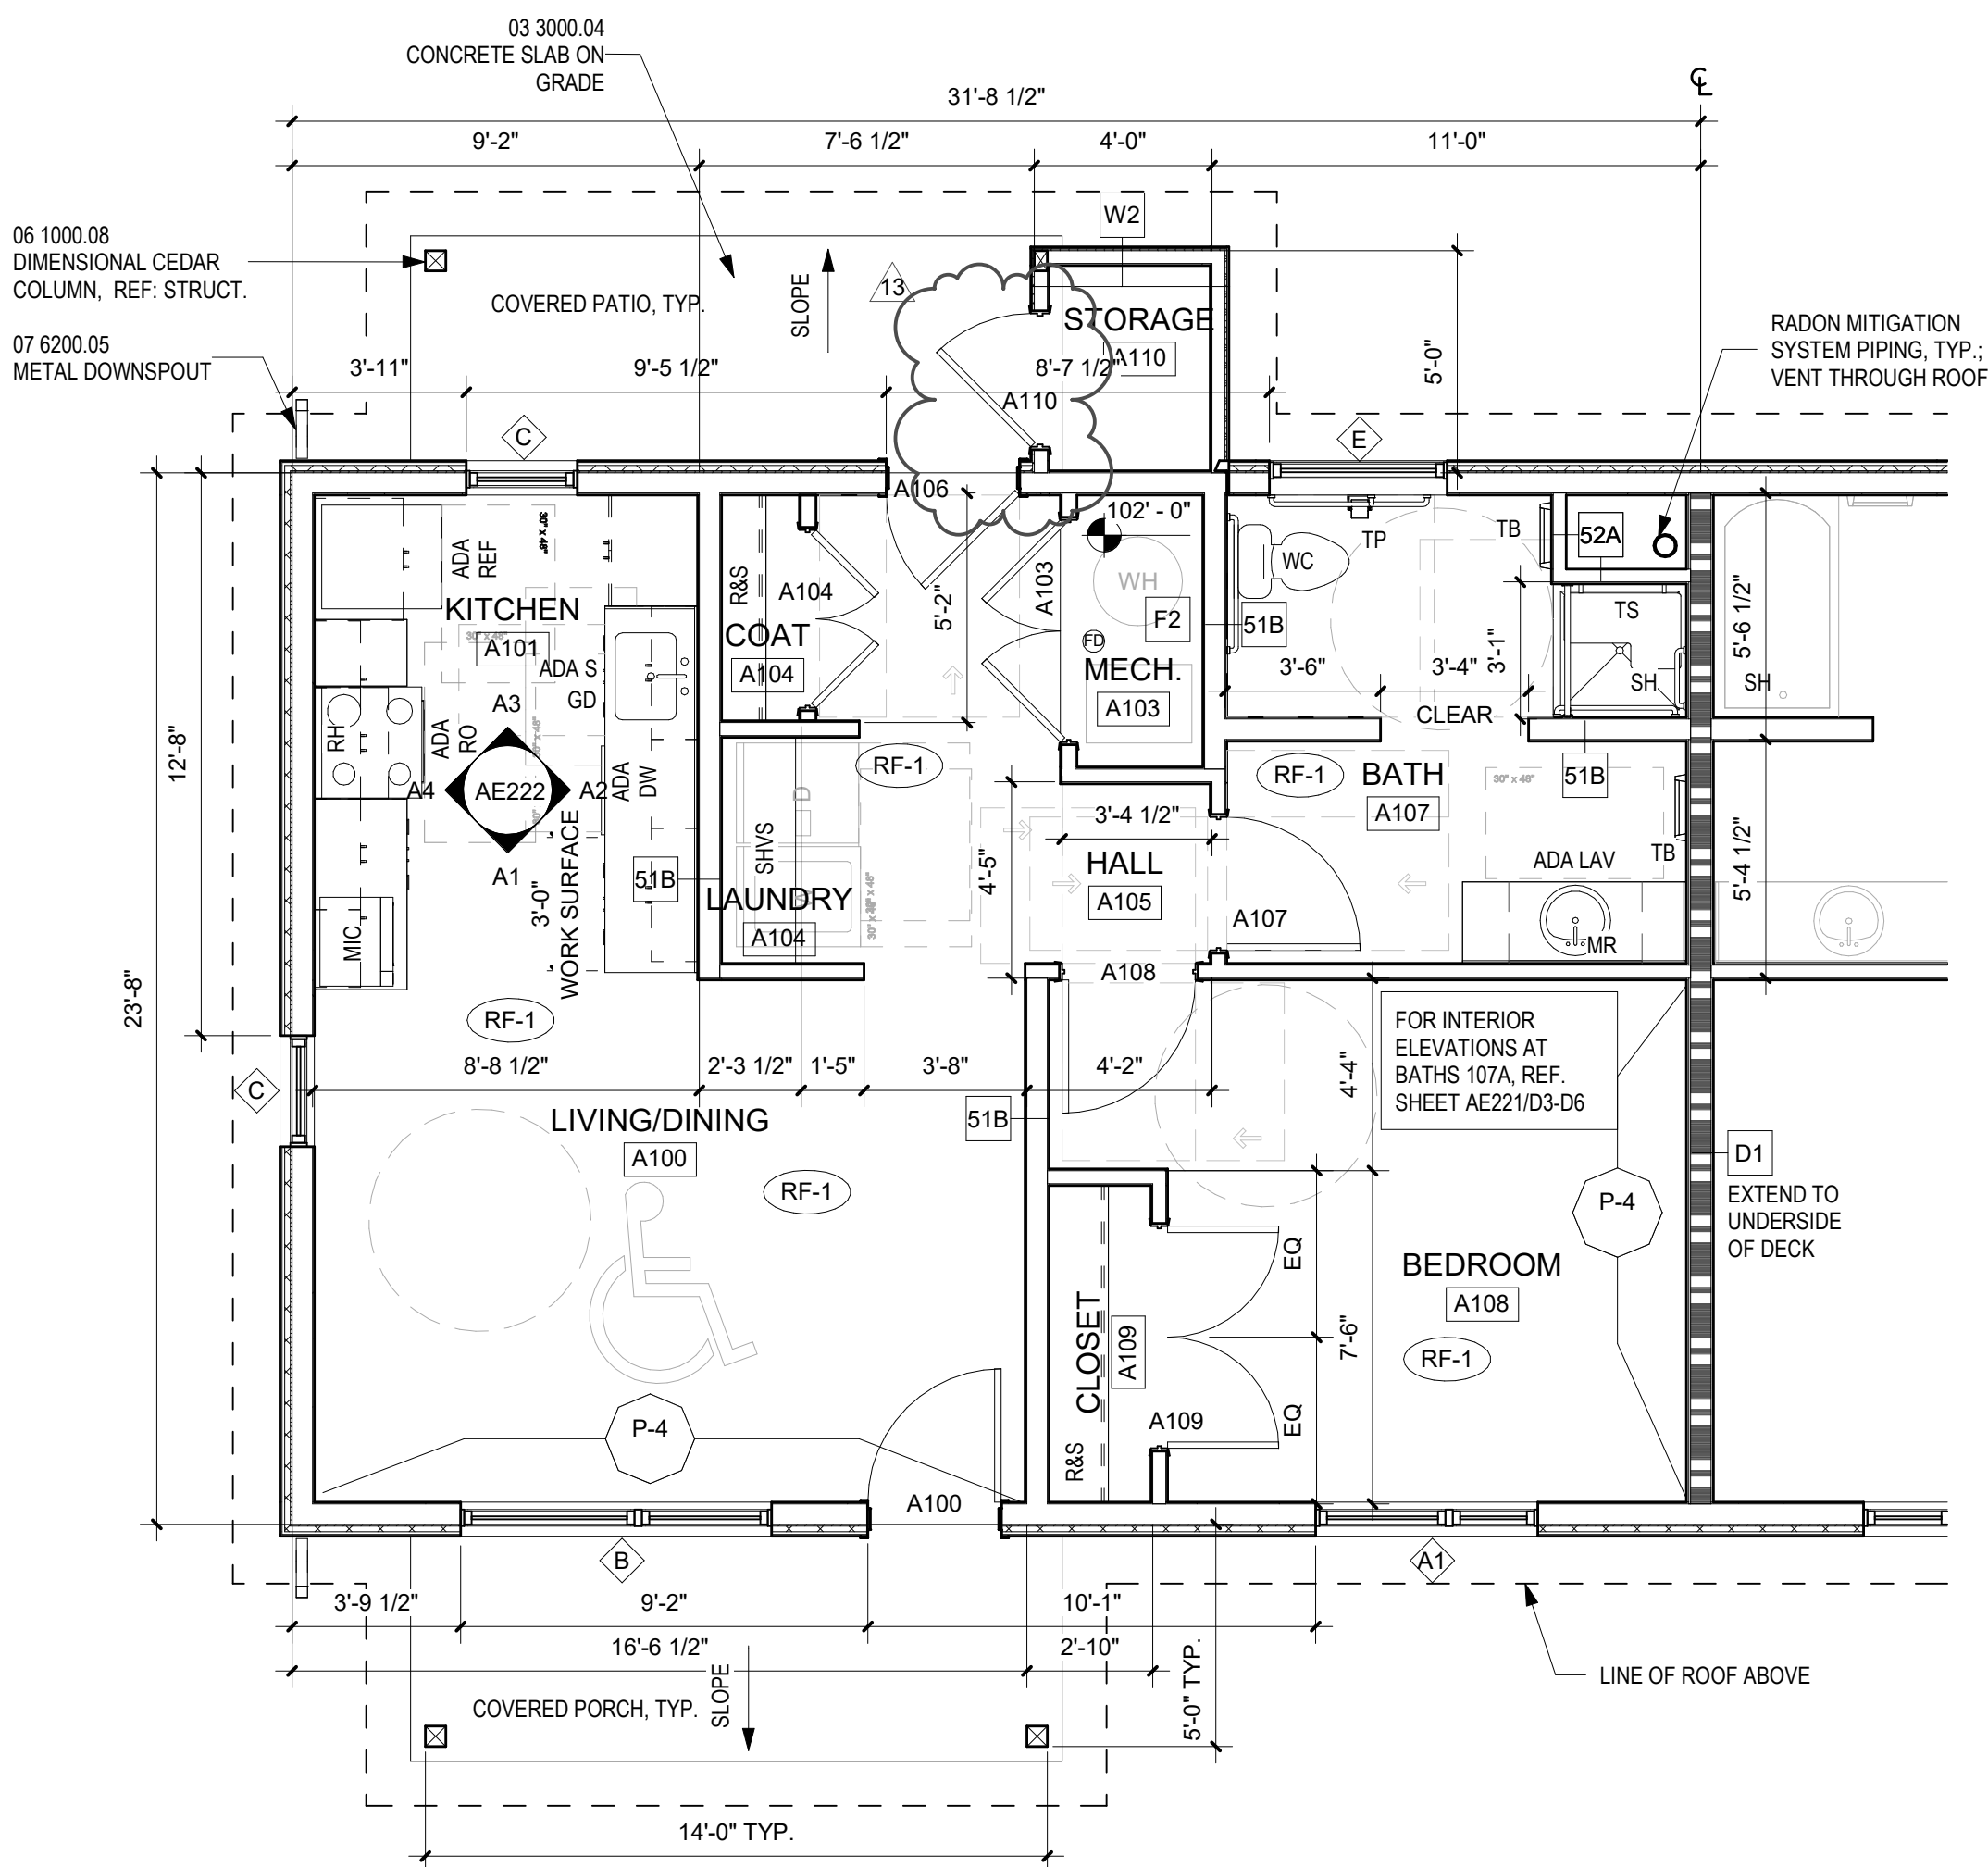 03 3000.04
CONCRETE SLAB ON
GRADE
℄
31'-8 1/2"
9'-2"
7'-6 1/2"
4'-0"
11'-0"
W2
06 1000.08
DIMENSIONAL CEDAR
COLUMN, REF: STRUCT.
COVERED PATIO, TYP.
SLOPE
13
STORAGE
A110
07 6200.05
METAL DOWNSPOUT
3'-11"
9'-5 1/2"
8'-7 1/2"
5'-0"
RADON MITIGATION
SYSTEM PIPING, TYP.;
VENT THROUGH ROOF
A110
C
E
A106
102' - 0"
30" x 48"
ADA
REF
R&S
A104
5'-2"
A103
WH
WC
TP
TB
52A
KITCHEN
A101
30" x 48"
COAT
A104
F2
FD
MECH.
A103
51B
TS
3'-6"
3'-4"
3'-1"
SH
SH
CLEAR
5'-6 1/2"
ADA S
GD
A3
RH
ADA
RO
30" x 48"
RF-1
RF-1
BATH
A107
51B
30" x 48"
A4
AE222
A2
ADA
DW
D
12'-8"
3'-4 1/2"
A1
3'-0"
WORK SURFACE
51B
SHVS
LAUNDRY
A104
30" x 48"
4'-5"
HALL
A105
ADA LAV
TB
5'-4 1/2"
MIC.
A107
MR
A108
23'-8"
RF-1
FOR INTERIOR
ELEVATIONS AT
BATHS 107A, REF.
SHEET AE221/D3-D6
C
8'-8 1/2"
2'-3 1/2"
1'-5"
3'-8"
4'-2"
4'-4"
LIVING/DINING
A100
51B
RF-1
D1
EXTEND TO
UNDERSIDE
OF DECK
P-4
EQ
BEDROOM
A108
CLOSET
A109
7'-6"
RF-1
P-4
A109
EQ
R&S
A100
B
A1
3'-9 1/2"
9'-2"
10'-1"
16'-6 1/2"
2'-10"
COVERED PORCH, TYP.
SLOPE
5'-0" TYP.
LINE OF ROOF ABOVE
14'-0" TYP.